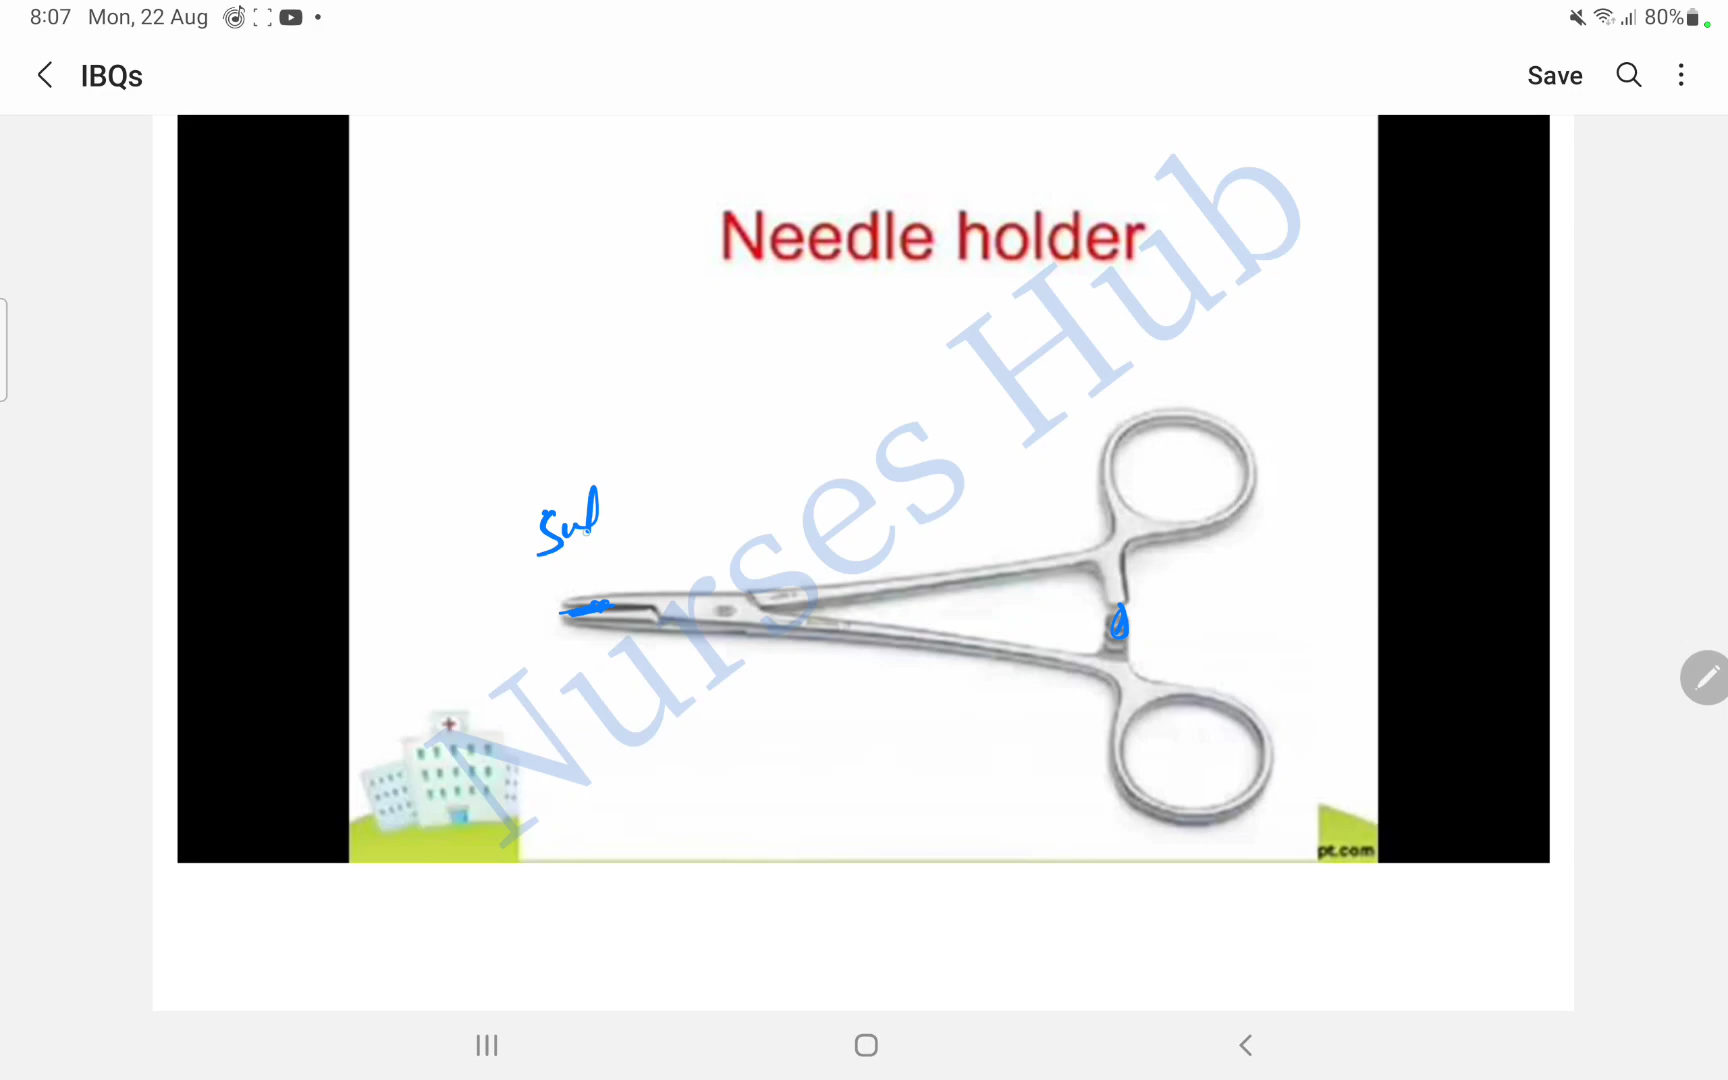 8:07 Mon, 22 Aug 80%
IBQs Save
Needle holder
Nurses Hub
pt.com